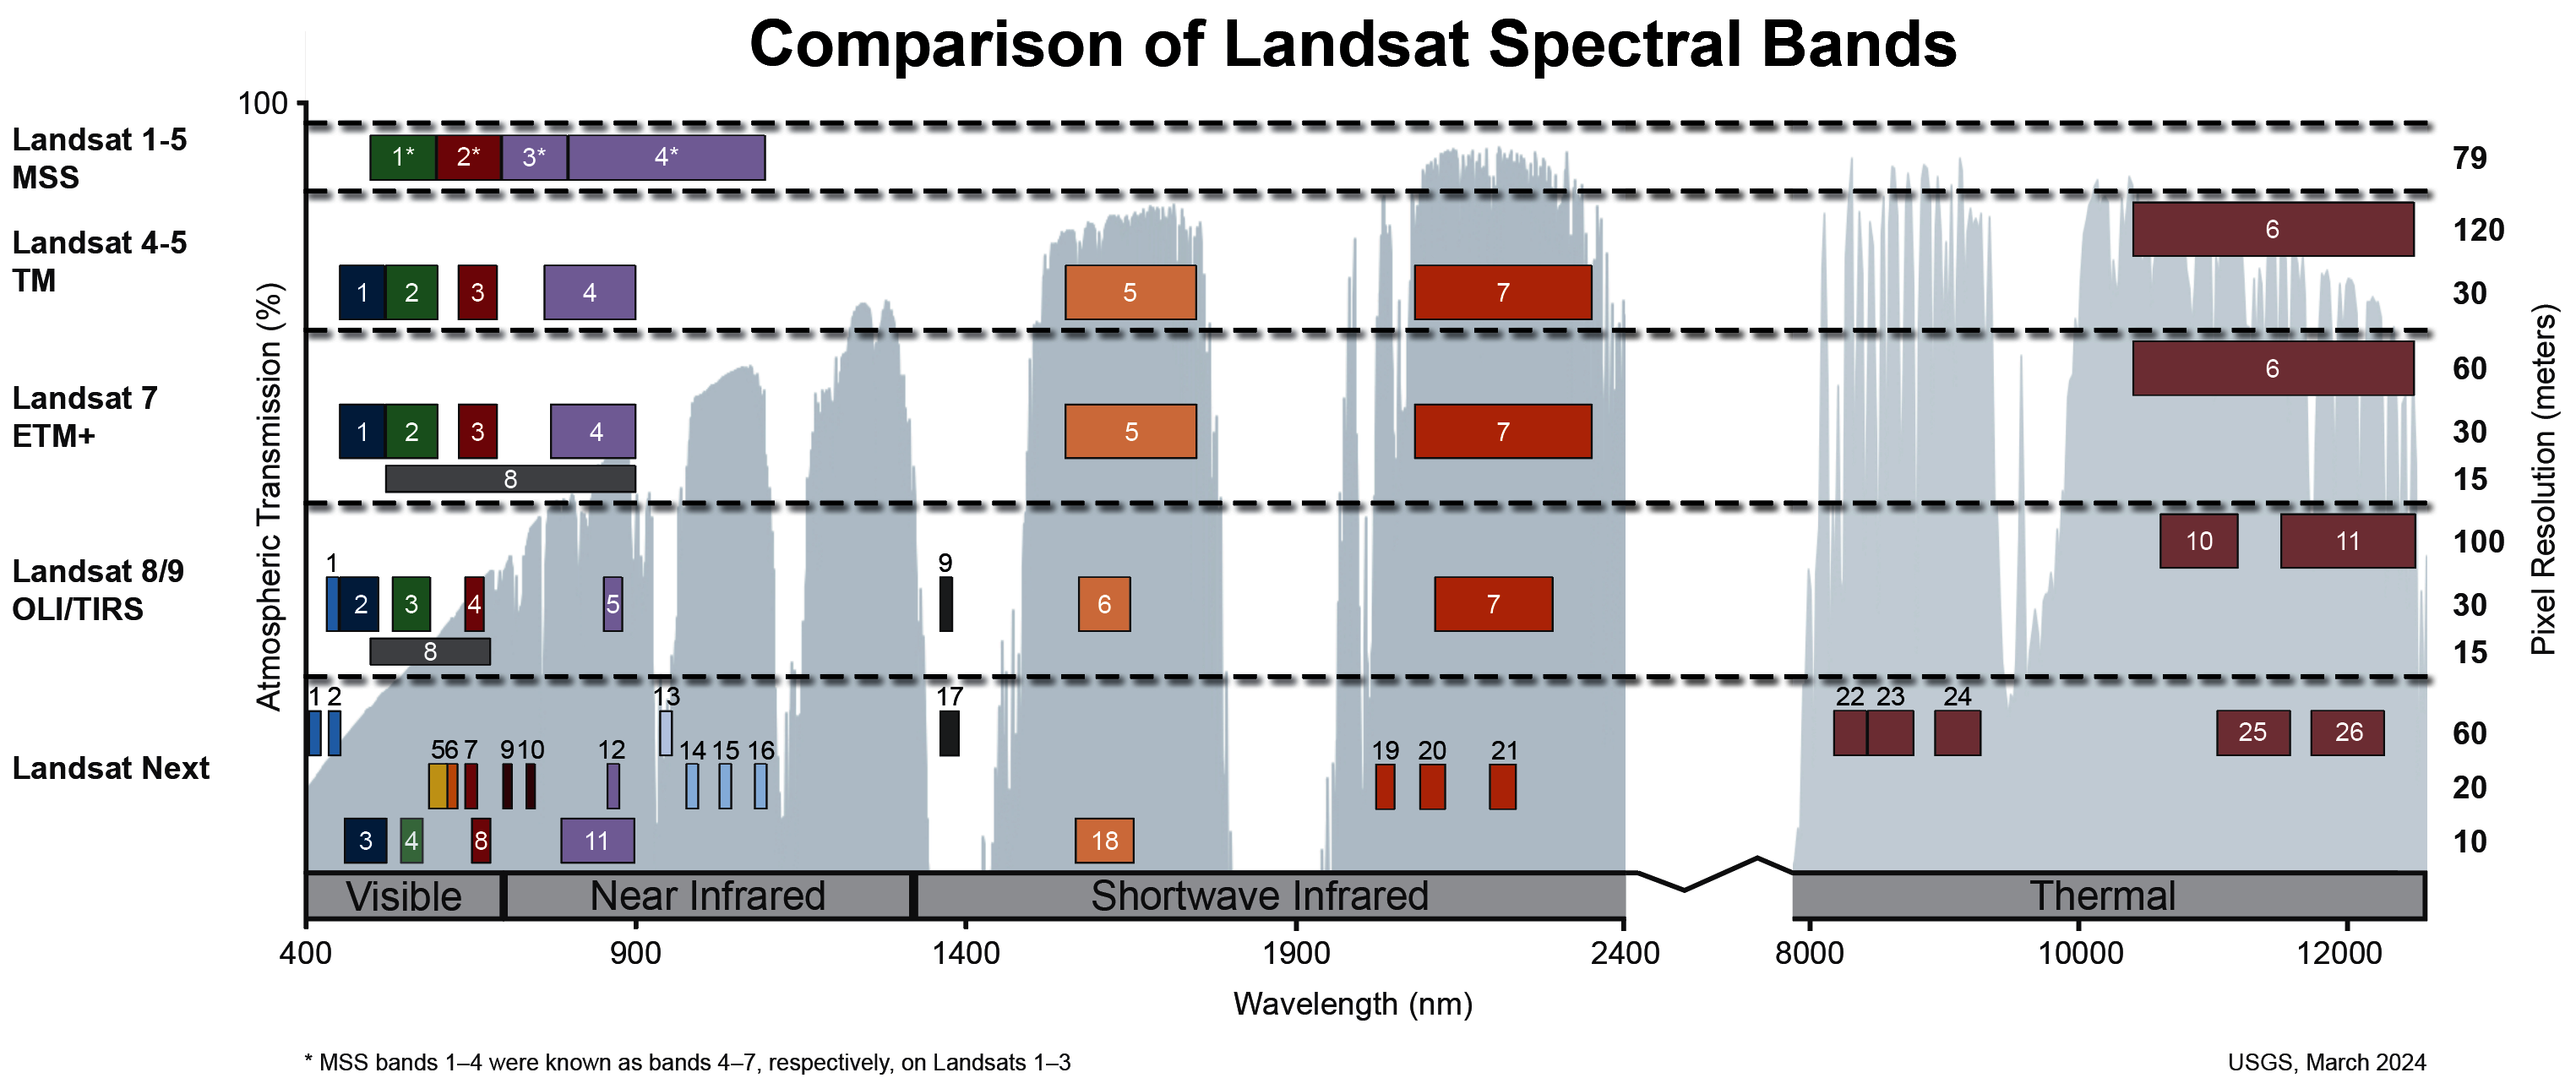 Comparison of Landsat Spectral Bands
100
Landsat 1-5
MSS
1* 2* 3* 4*
79
Landsat 4-5
TM
6
120
1 2 3 4 5 7
30
Landsat 7
ETM+
6
60
1 2 3 4 5 7
30
8
15
Landsat 8/9
OLI/TIRS
10 11
100
1 2 3 4 5 9 6 7
30
8
15
Landsat Next
1 2 13 17 22 23 24 25 26
60
5 6 7 9 10 12 14 15 16 19 20 21
20
3 4 8 11 18
10
Atmospheric Transmission (%)
Pixel Resolution (meters)
Visible Near Infrared Shortwave Infrared Thermal
400 900 1400 1900 2400 8000 10000 12000
Wavelength (nm)
* MSS bands 1–4 were known as bands 4–7, respectively, on Landsats 1–3
USGS, March 2024